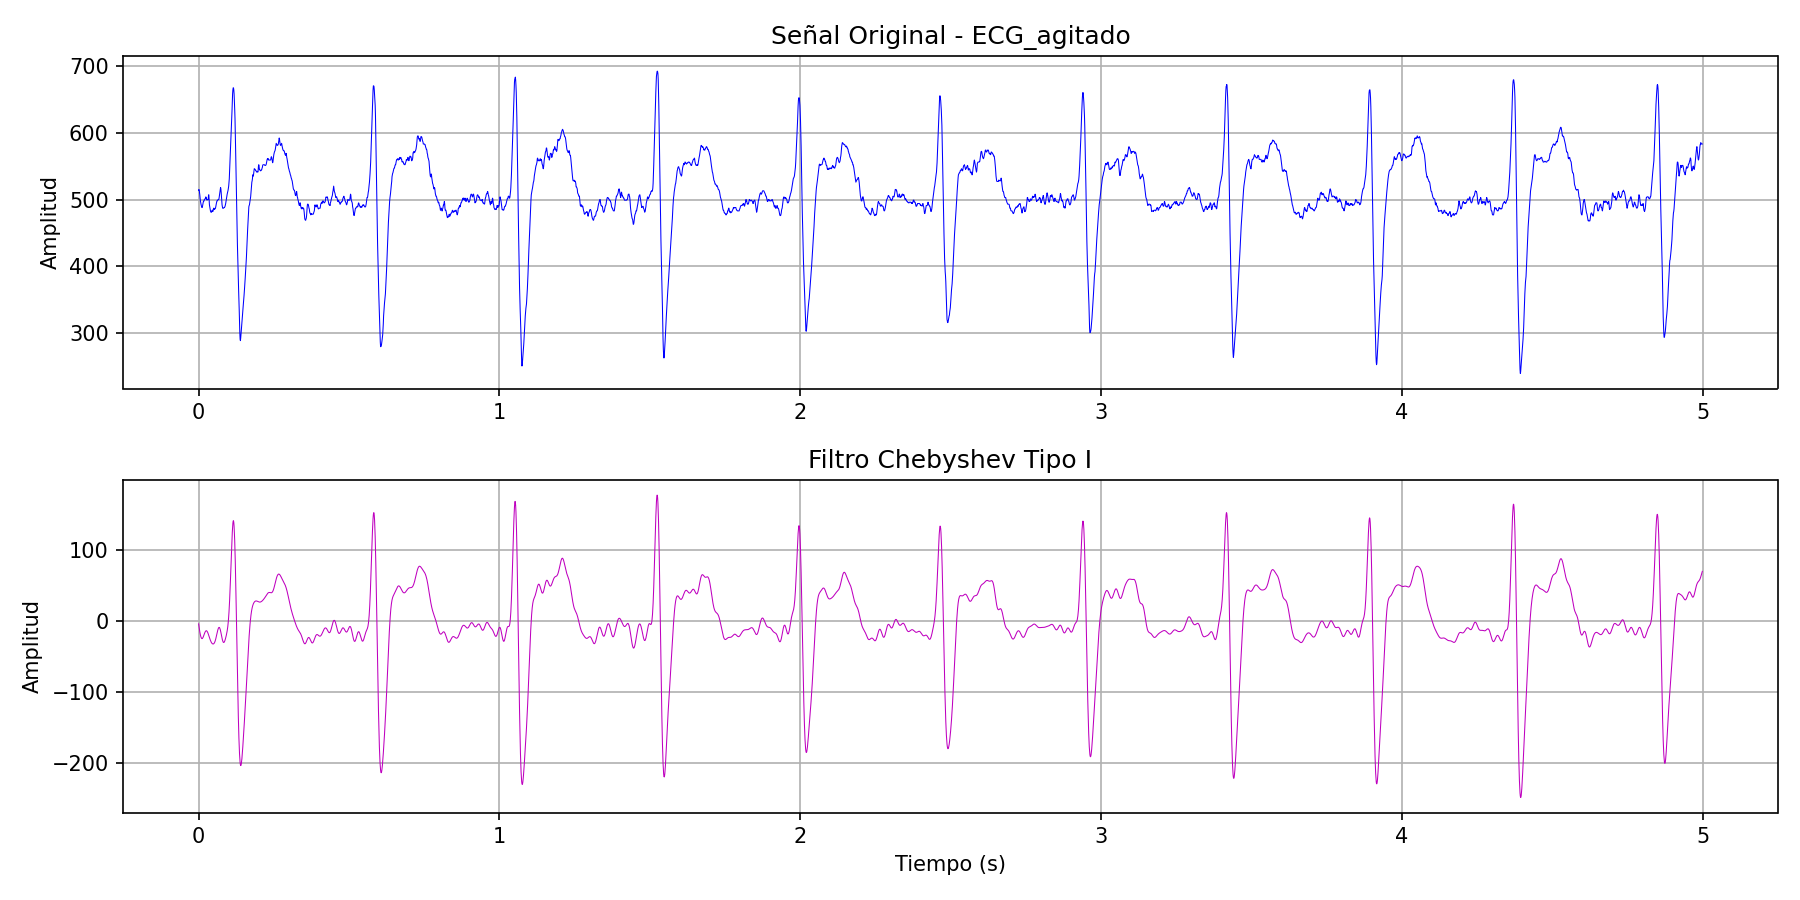 Señal Original - ECG_agitado
Amplitud
700
600
500
400
300
0 1 2 3 4 5
Filtro Chebyshev Tipo I
Amplitud
100
0
−100
−200
0 1 2 3 4 5
Tiempo (s)